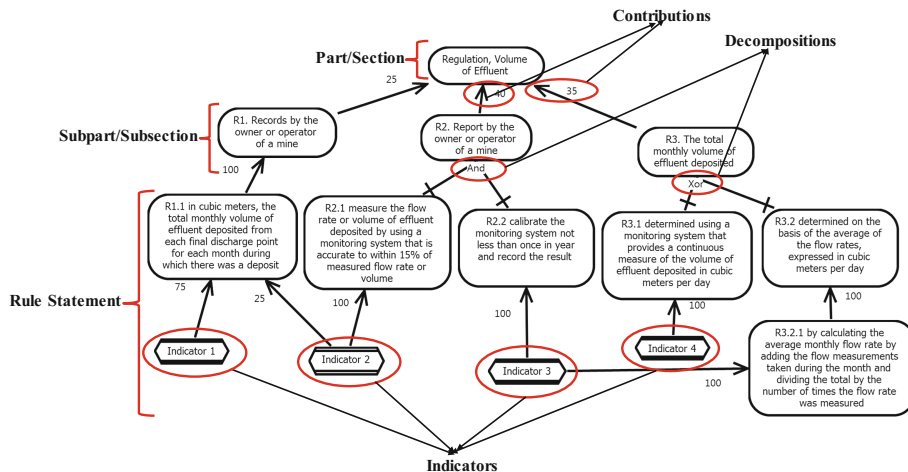 Contributions
Decompositions
Part/Section
Regulation, Volume
of Effluent
25
40
35
Subpart/Subsection
R1. Records by the
owner or operator
of a mine
R2. Report by the
owner or operator
of a mine
And
R3. The total
monthly volume of
effluent deposited
Xor
100
R1.1 in cubic meters, the
total monthly volume of
effluent deposited from
each final discharge point
for each month during
which there was a deposit
R2.1 measure the flow
rate or volume of effluent
deposited by using a
monitoring system that is
accurate to within 15% of
measured flow rate or
volume
R2.2 calibrate the
monitoring system not
less than once in year
and record the result
R3.1 determined using a
monitoring system that
provides a continuous
measure of the volume of
effluent deposited in cubic
meters per day
R3.2 determined on the
basis of the average of
the flow rates,
expressed in cubic
meters per day
Rule Statement
75
25
100
100
100
100
Indicator 1
Indicator 2
Indicator 3
Indicator 4
100
R3.2.1 by calculating the
average monthly flow rate by
adding the flow measurements
taken during the month and
dividing the total by the
number of times the flow rate
was measured
Indicators